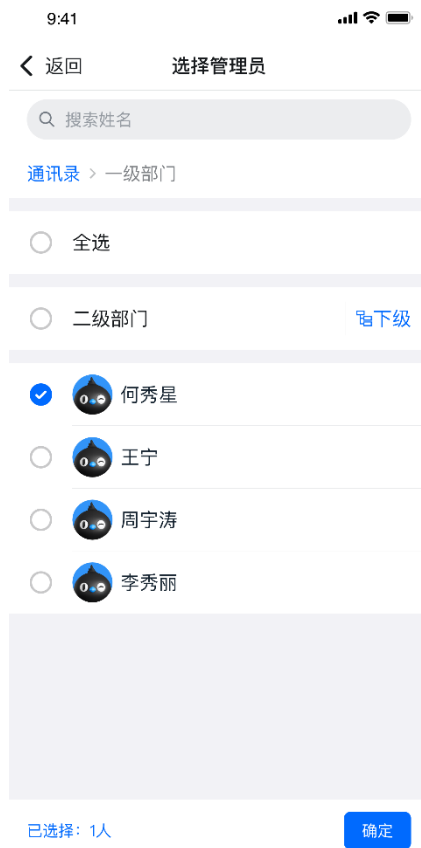 9:41
返回 选择管理员
搜索姓名
通讯录 一级部门
全选
二级部门 下级
何秀星
王宁
周宇涛
李秀丽
已选择：1人 确定